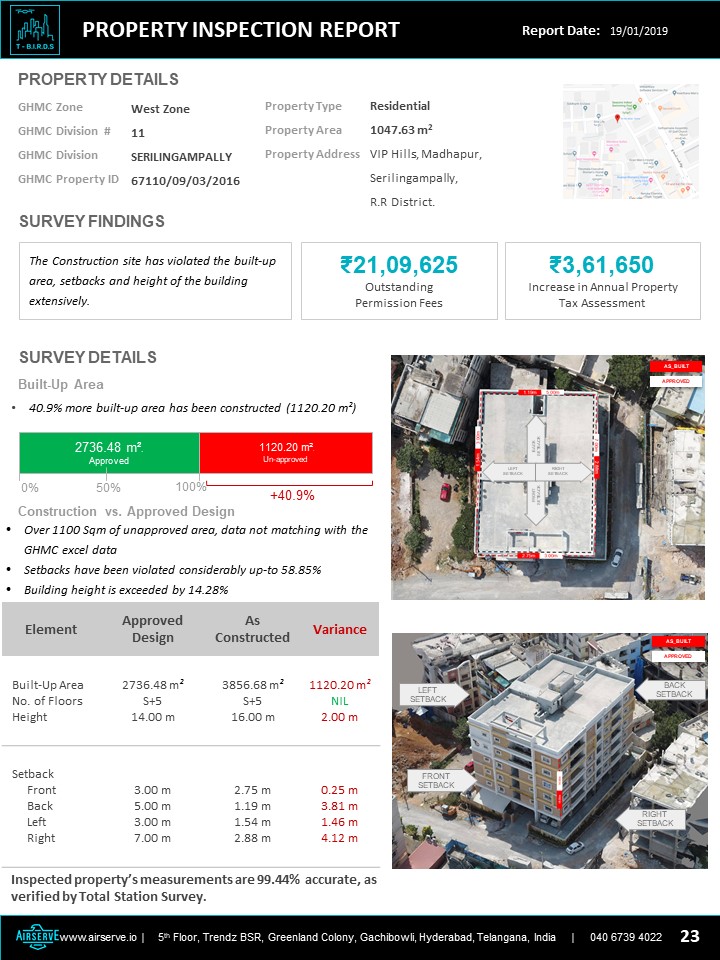 T - B.I.R.D.S
PROPERTY INSPECTION REPORT
Report Date: 19/01/2019
PROPERTY DETAILS
GHMC Zone West Zone
GHMC Division # 11
GHMC Division SERILINGAMPALLY
GHMC Property ID 67110/09/03/2016
Property Type Residential
Property Area 1047.63 m²
Property Address VIP Hills, Madhapur,
Serilingampally,
R.R District.
SURVEY FINDINGS
The Construction site has violated the built-up
area, setbacks and height of the building
extensively.
₹21,09,625
Outstanding
Permission Fees
₹3,61,650
Increase in Annual Property
Tax Assessment
SURVEY DETAILS
Built-Up Area
• 40.9% more built-up area has been constructed (1120.20 m²)
2736.48 m².
Approved
1120.20 m²
Un-approved
0% 50% 100%
+40.9%
Construction vs. Approved Design
• Over 1100 Sqm of unapproved area, data not matching with the
GHMC excel data
• Setbacks have been violated considerably up-to 58.85%
• Building height is exceeded by 14.28%
Element Approved Design As Constructed Variance
Built-Up Area 2736.48 m² 3856.68 m² 1120.20 m²
No. of Floors S+5 S+5 NIL
Height 14.00 m 16.00 m 2.00 m
Setback
Front 3.00 m 2.75 m 0.25 m
Back 5.00 m 1.19 m 3.81 m
Left 3.00 m 1.54 m 1.46 m
Right 7.00 m 2.88 m 4.12 m
Inspected property's measurements are 99.44% accurate, as
verified by Total Station Survey.
AS_BUILT
APPROVED
1.19m 5.00m
LEFT
SETBACK
RIGHT
SETBACK
2.75m 3.00m
AS_BUILT
APPROVED
LEFT
SETBACK
BACK
SETBACK
FRONT
SETBACK
RIGHT
SETBACK
AIRSERVE
www.airserve.io | 5th Floor, Trendz BSR, Greenland Colony, Gachibowli, Hyderabad, Telangana, India | 040 6739 4022 23